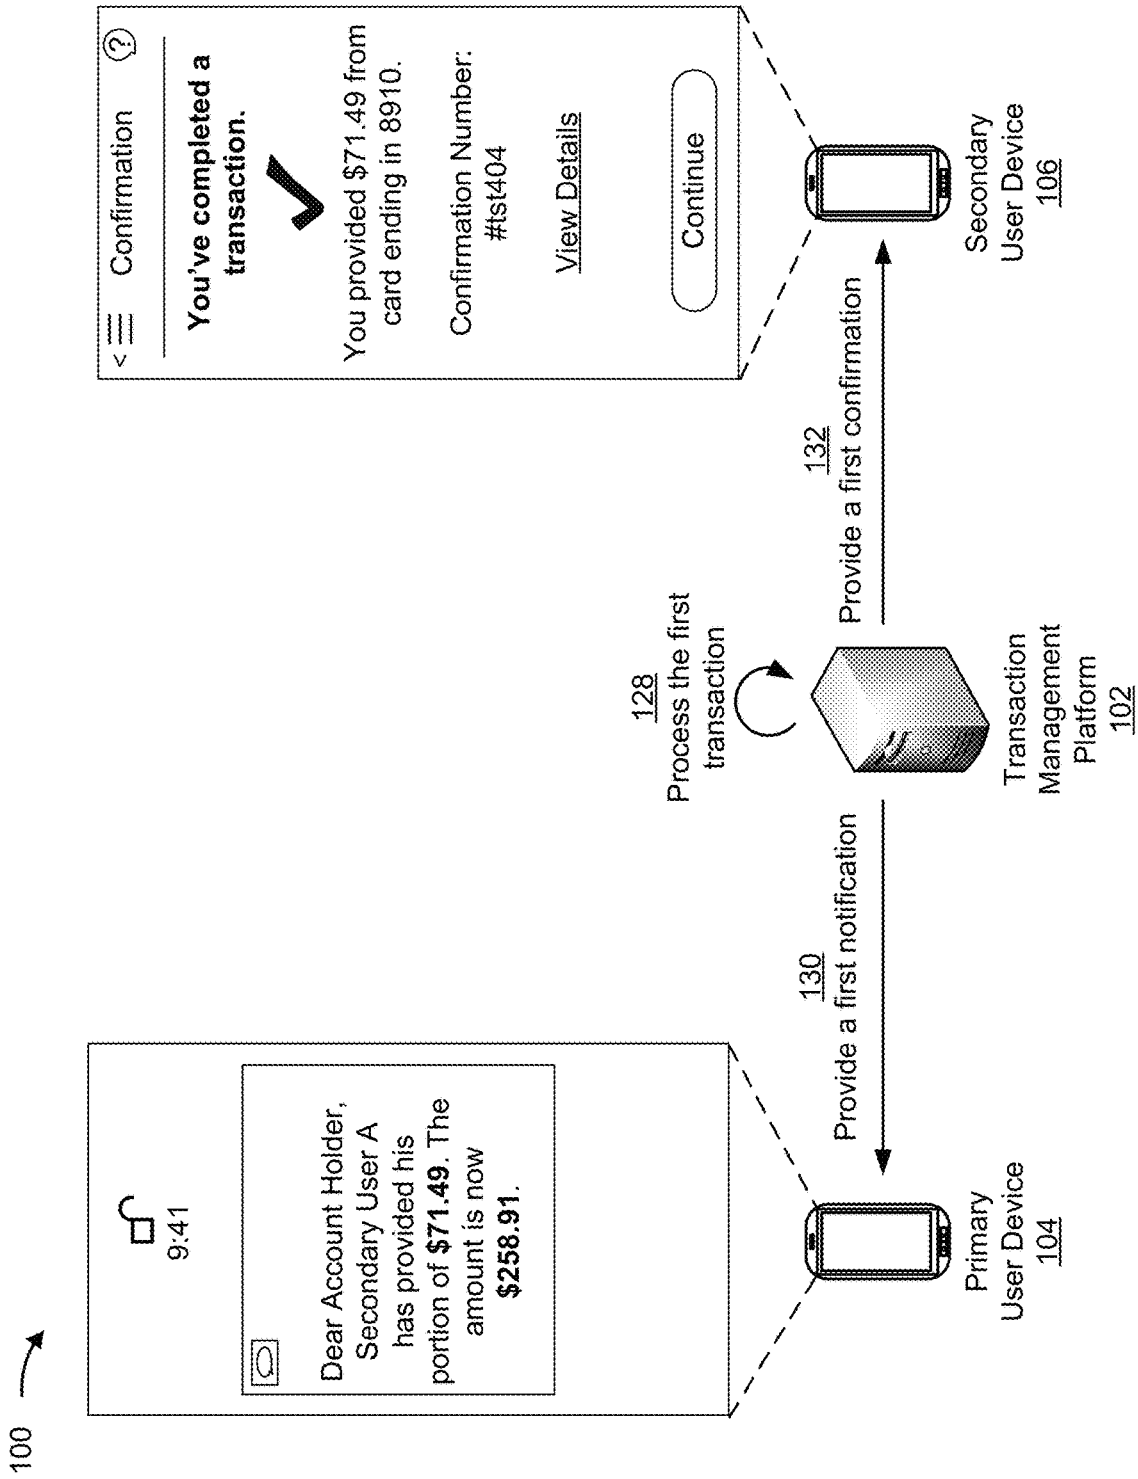 100
9:41
Dear Account Holder,
Secondary User A
has provided his
portion of $71.49. The
amount is now
$258.91.
< Confirmation ?
You've completed a
transaction.
You provided $71.49 from
card ending in 8910.
Confirmation Number:
#tst404
View Details
Continue
128
Process the first
transaction
130
Provide a first notification
132
Provide a first confirmation
Primary
User Device
104
Transaction
Management
Platform
102
Secondary
User Device
106